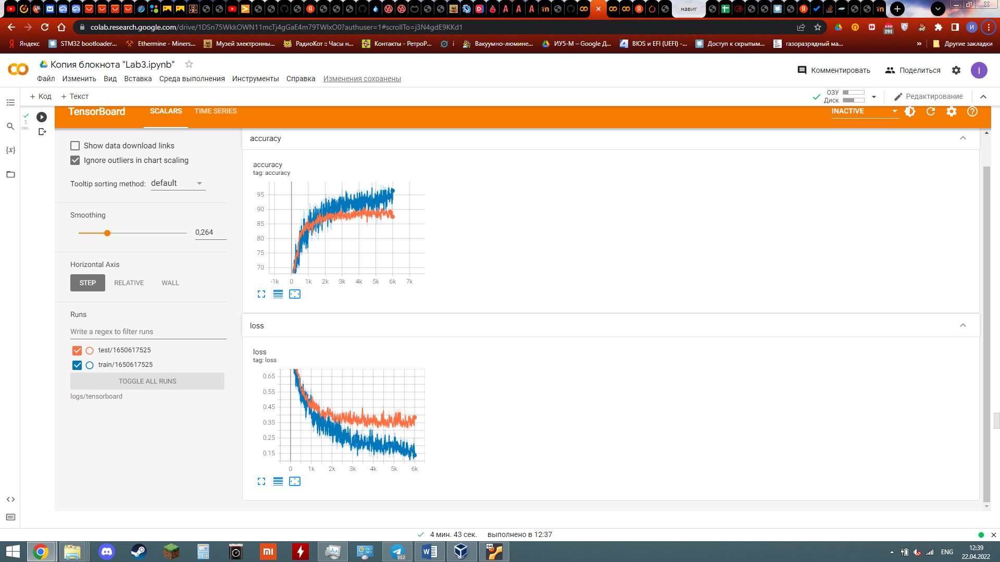 навиг
colab.research.google.com/drive/1DSn75WkkOWN11mcTj4gGaE4m79TWIxO0?authuser=1#scrollTo=j3N4gdE9KKd1
391
Яндекс
STM32 bootloader...
Ethermine - Miners...
Музей электронны...
РадиоКот :: Часы н...
Контакты - РетроР...
i
Вакуумно-люмине...
ИУ5-М – Google Д...
BIOS и EFI (UEFI) -...
Доступ к скрытым...
газоразрядный ма...
»
Другие закладки
Копия блокнота "Lab3.ipynb"
Комментировать
Поделиться
I
Файл Изменить Вид Вставка Среда выполнения Инструменты Справка Изменения сохранены
+ Код + Текст
ОЗУ
Диск
Редактирование
5
сек.
{x}
TensorBoard
SCALARS
TIME SERIES
INACTIVE
Show data download links
Ignore outliers in chart scaling
Tooltip sorting method: default
Smoothing
0,264
Horizontal Axis
STEP
RELATIVE
WALL
Runs
Write a regex to filter runs
test/1650617525
train/1650617525
TOGGLE ALL RUNS
logs/tensorboard
accuracy
accuracy
tag: accuracy
95
90
85
80
75
70
-1k 0 1k 2k 3k 4k 5k 6k 7k
loss
loss
tag: loss
0.65
0.55
0.45
0.35
0.25
0.15
0 1k 2k 3k 4k 5k 6k
4 мин. 43 сек. выполнено в 12:37
902
64
ENG
12:39
22.04.2022